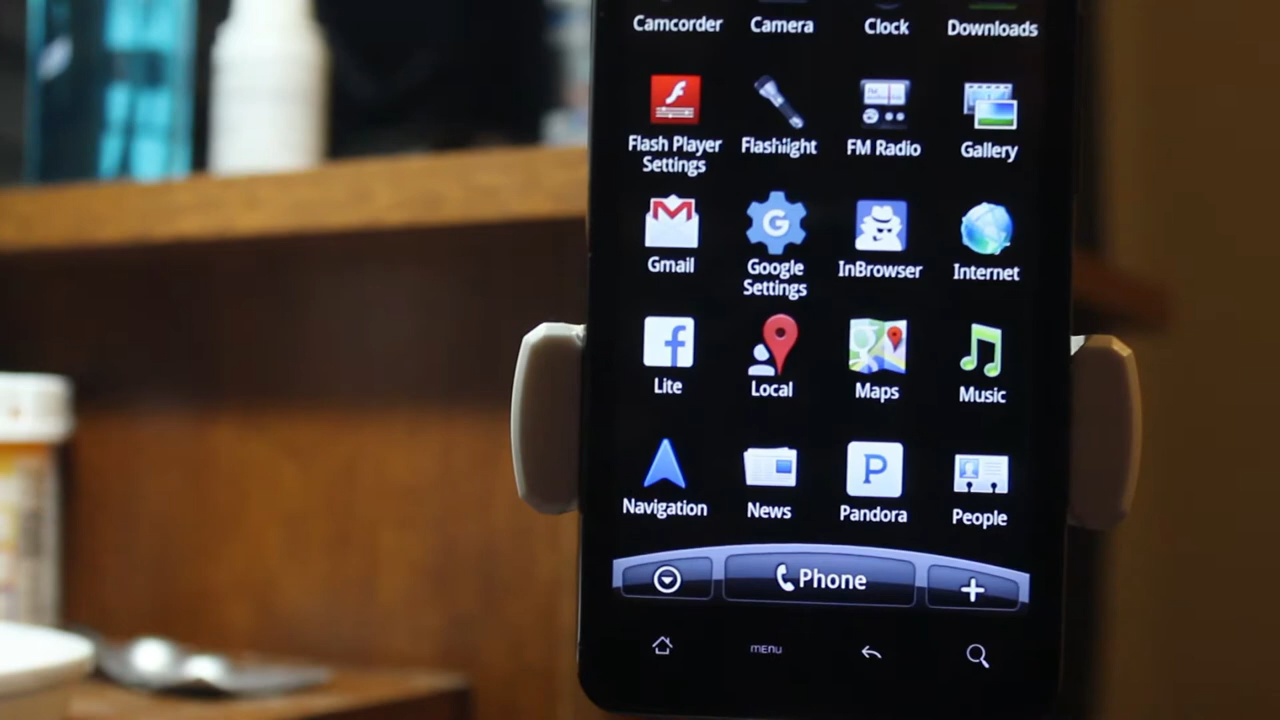 Camcorder Camera Clock Downloads
Flash Player Settings Flashlight FM Radio Gallery
Gmail Google Settings InBrowser Internet
Lite Local Maps Music
Navigation News Pandora People
Phone
MENU